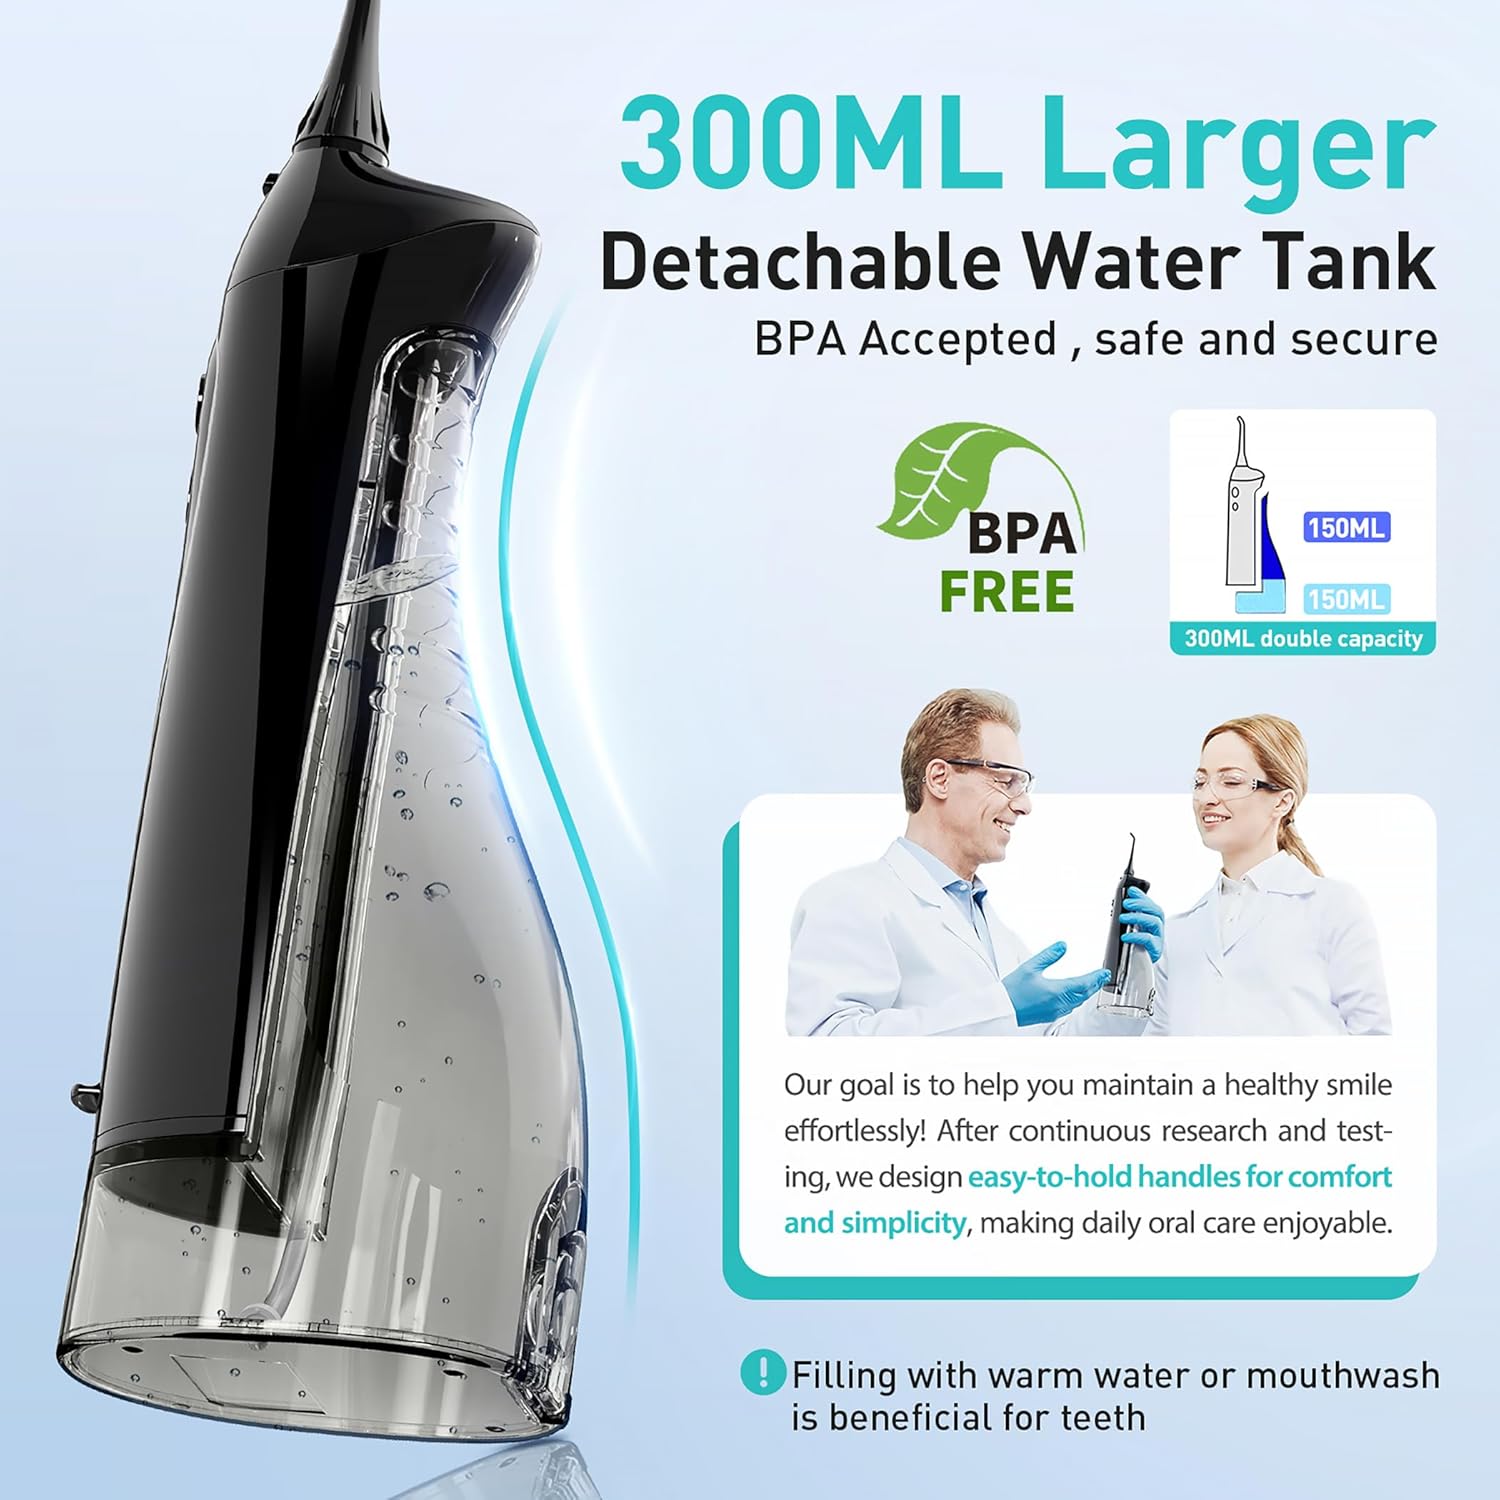 300ML Larger
Detachable Water Tank
BPA Accepted , safe and secure
BPA
FREE
150ML
150ML
300ML double capacity
Our goal is to help you maintain a healthy smile
effortlessly! After continuous research and test-
ing, we design easy-to-hold handles for comfort
and simplicity, making daily oral care enjoyable.
! Filling with warm water or mouthwash
is beneficial for teeth